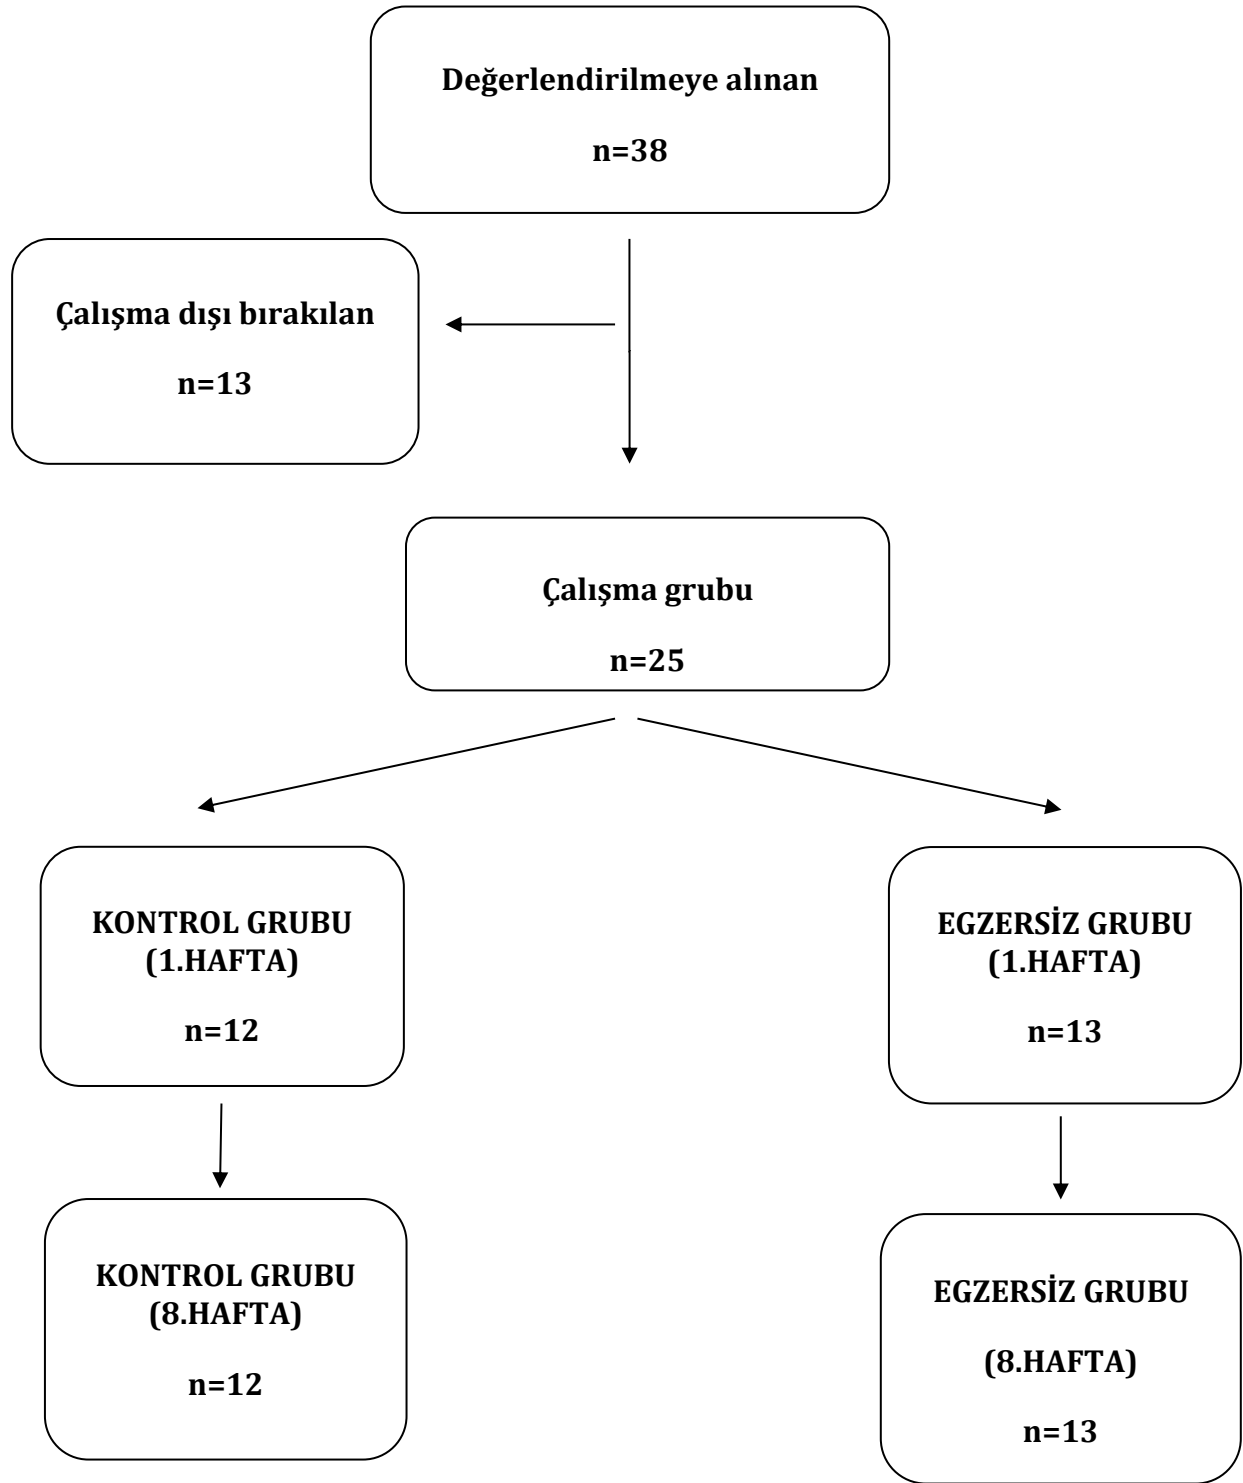 Değerlendirilmeye alınan
n=38
Çalışma dışı bırakılan
n=13
Çalışma grubu
n=25
KONTROL GRUBU
(1.HAFTA)
n=12
EGZERSİZ GRUBU
(1.HAFTA)
n=13
KONTROL GRUBU
(8.HAFTA)
n=12
EGZERSİZ GRUBU
(8.HAFTA)
n=13